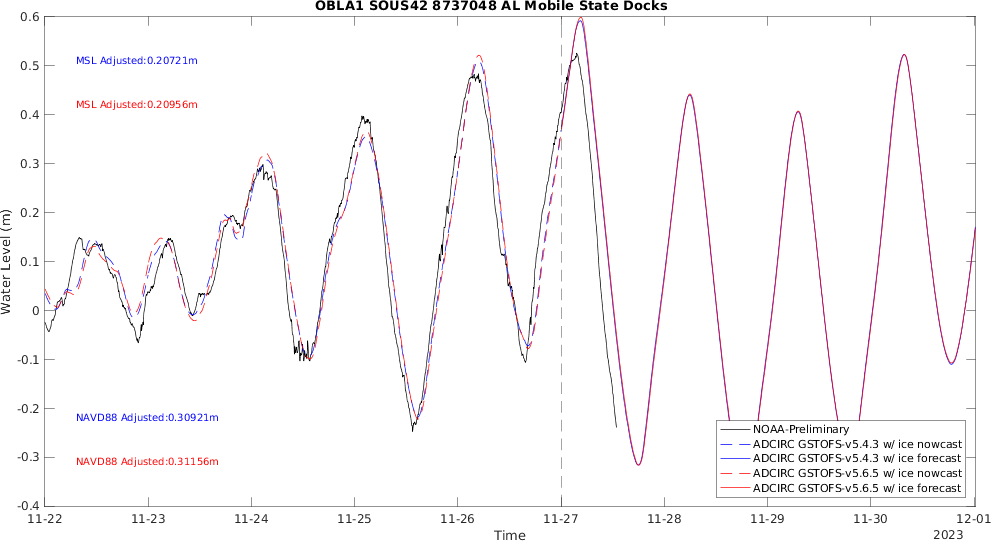 OBLA1 SOUS42 8737048 AL Mobile State Docks
0.6
0.5
0.4
0.3
0.2
0.1
0
-0.1
-0.2
-0.3
-0.4
Water Level (m)
MSL Adjusted:0.20721m
MSL Adjusted:0.20956m
NAVD88 Adjusted:0.30921m
NAVD88 Adjusted:0.31156m
NOAA-Preliminary
ADCIRC GSTOFS-v5.4.3 w/ ice nowcast
ADCIRC GSTOFS-v5.4.3 w/ ice forecast
ADCIRC GSTOFS-v5.6.5 w/ ice nowcast
ADCIRC GSTOFS-v5.6.5 w/ ice forecast
11-22 11-23 11-24 11-25 11-26 11-27 11-28 11-29 11-30 12-01
Time
2023